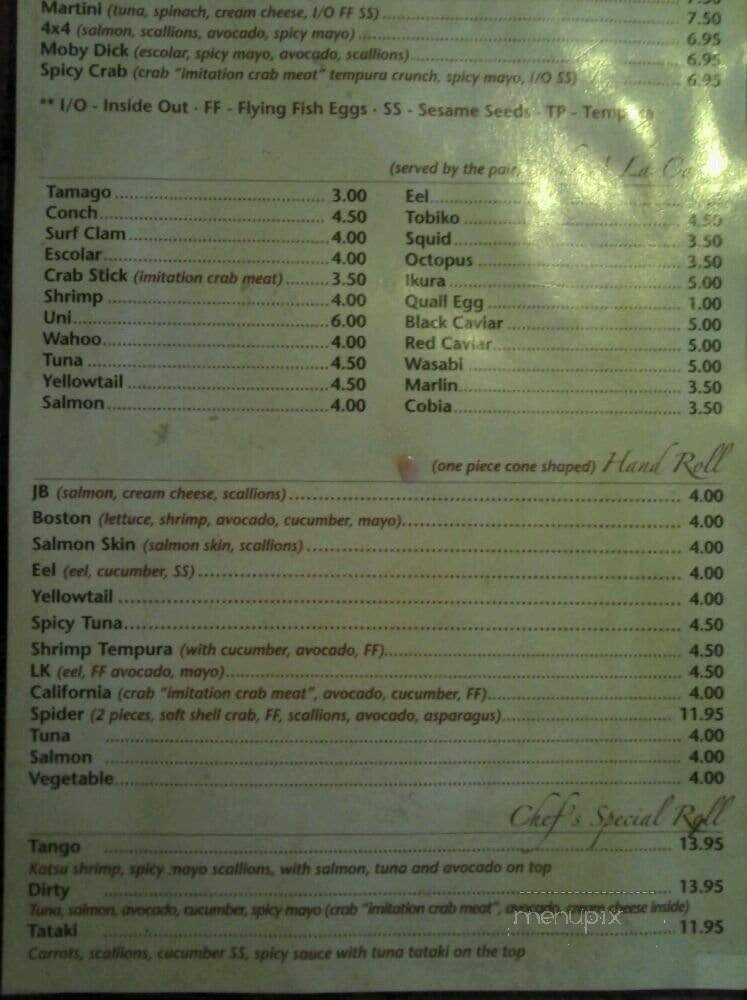 7.50
Martini (tuna, spinach, cream cheese, I/O FF SS) 7.50
4x4 (salmon, scallions, avocado, spicy mayo) 6.95
Moby Dick (escolar, spicy mayo, avocado, scallions) 6.95
Spicy Crab (crab "imitation crab meat" tempura crunch, spicy mayo, I/O SS) 6.95
** I/O - Inside Out · FF - Flying Fish Eggs · SS - Sesame Seeds · TP -
(served by the pair, La
Tamago 3.00
Conch 4.50
Surf Clam 4.00
Escolar 4.00
Crab Stick (imitation crab meat) 3.50
Shrimp 4.00
Uni 6.00
Wahoo 4.00
Tuna 4.50
Yellowtail 4.50
Salmon 4.00
Eel
Tobiko 4.50
Squid 3.50
Octopus 3.50
Ikura 5.00
Quail Egg 1.00
Black Caviar 5.00
Red Caviar 5.00
Wasabi 5.00
Marlin 3.50
Cobia 3.50
(one piece cone shaped) Hand Roll
JB (salmon, cream cheese, scallions) 4.00
Boston (lettuce, shrimp, avocado, cucumber, mayo) 4.00
Salmon Skin (salmon skin, scallions) 4.00
Eel (eel, cucumber, SS) 4.00
Yellowtail 4.00
Spicy Tuna 4.50
Shrimp Tempura (with cucumber, avocado, FF) 4.50
LK (eel, FF avocado, mayo) 4.50
California (crab "imitation crab meat", avocado, cucumber, FF) 4.00
Spider (2 pieces, soft shell crab, FF, scallions, avocado, asparagus) 11.95
Tuna 4.00
Salmon 4.00
Vegetable 4.00
Chef's Special Roll
Tango 13.95
Katsu shrimp, spicy mayo scallions, with salmon, tuna and avocado on top
Dirty 13.95
Tuna, salmon, avocado, cucumber, spicy mayo (crab "imitation crab meat", avocado, cream cheese inside)
Tataki 11.95
Carrots, scallions, cucumber SS, spicy sauce with tuna tataki on the top
menupix